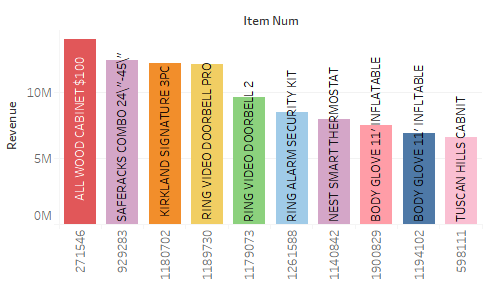 Item Num
Revenue
10M
5M
0M
ALL WOOD CABINET $100
SAFERACKS COMBO 24\"-45\"
KIRKLAND SIGNATURE 3PC
RING VIDEO DOORBELL PRO
RING VIDEO DOORBELL 2
RING ALARM SECURITY KIT
NEST SMART THERMOSTAT
BODY GLOVE 11' INFLATABLE
BODY GLOVE 11' INFLTABLE
TUSCAN HILLS CABNIT
271546
929283
1180702
1189730
1179073
1261588
1140842
1900829
1194102
598111